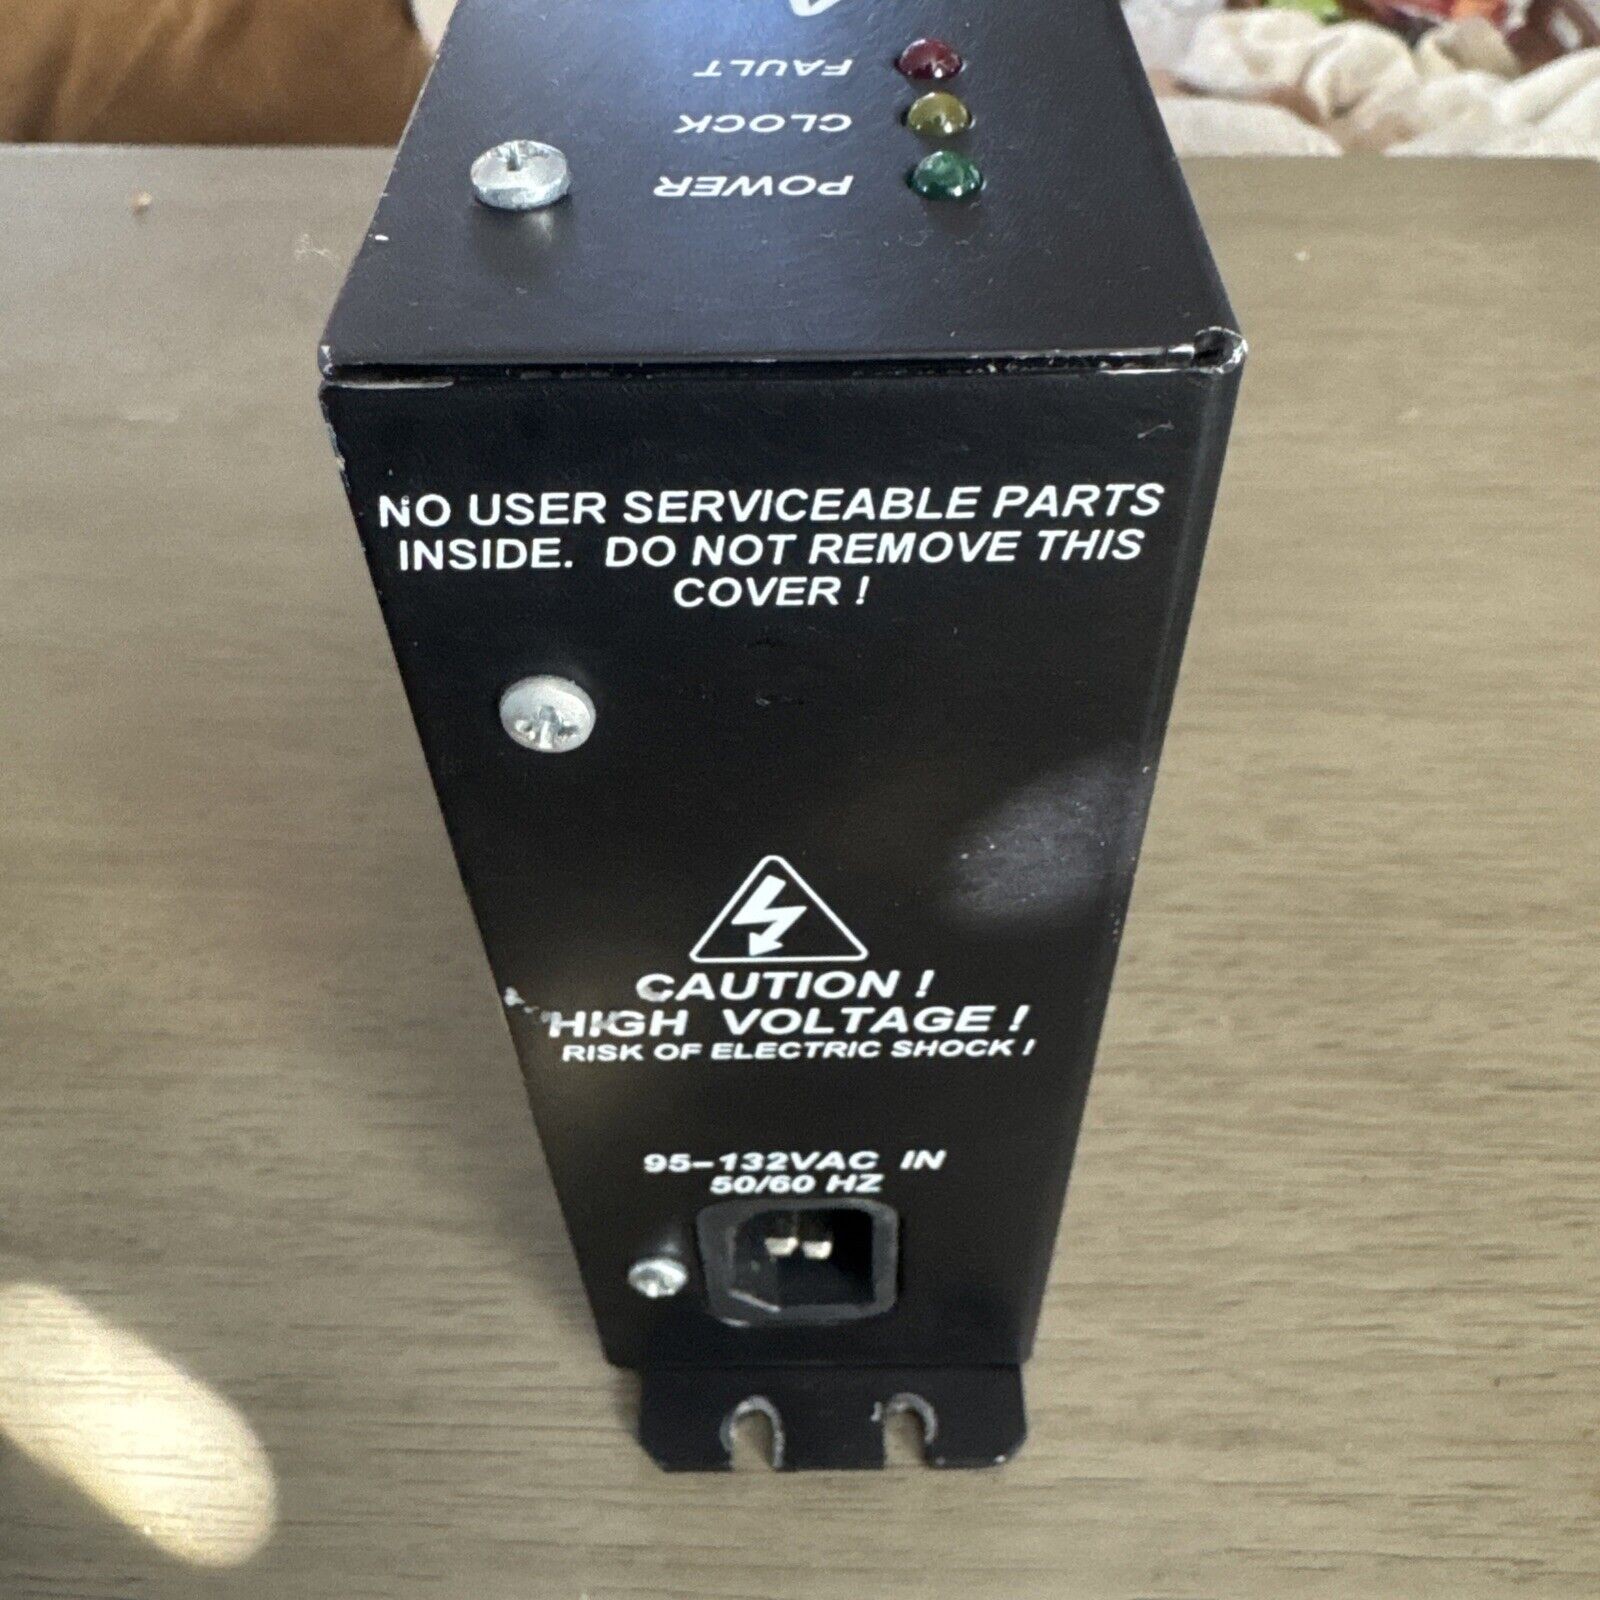 FAULT
CLOCK
POWER
NO USER SERVICEABLE PARTS
INSIDE. DO NOT REMOVE THIS
COVER !
CAUTION !
HIGH VOLTAGE !
RISK OF ELECTRIC SHOCK !
95-132VAC IN
50/60 HZ